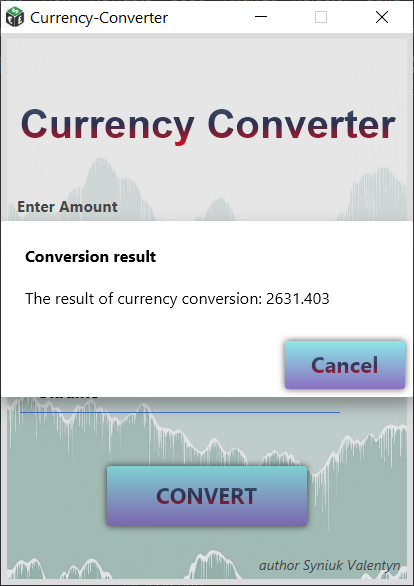 Currency-Converter
Currency Converter
Enter Amount
Conversion result
The result of currency conversion: 2631.403
Cancel
CONVERT
author Syniuk Valentyn